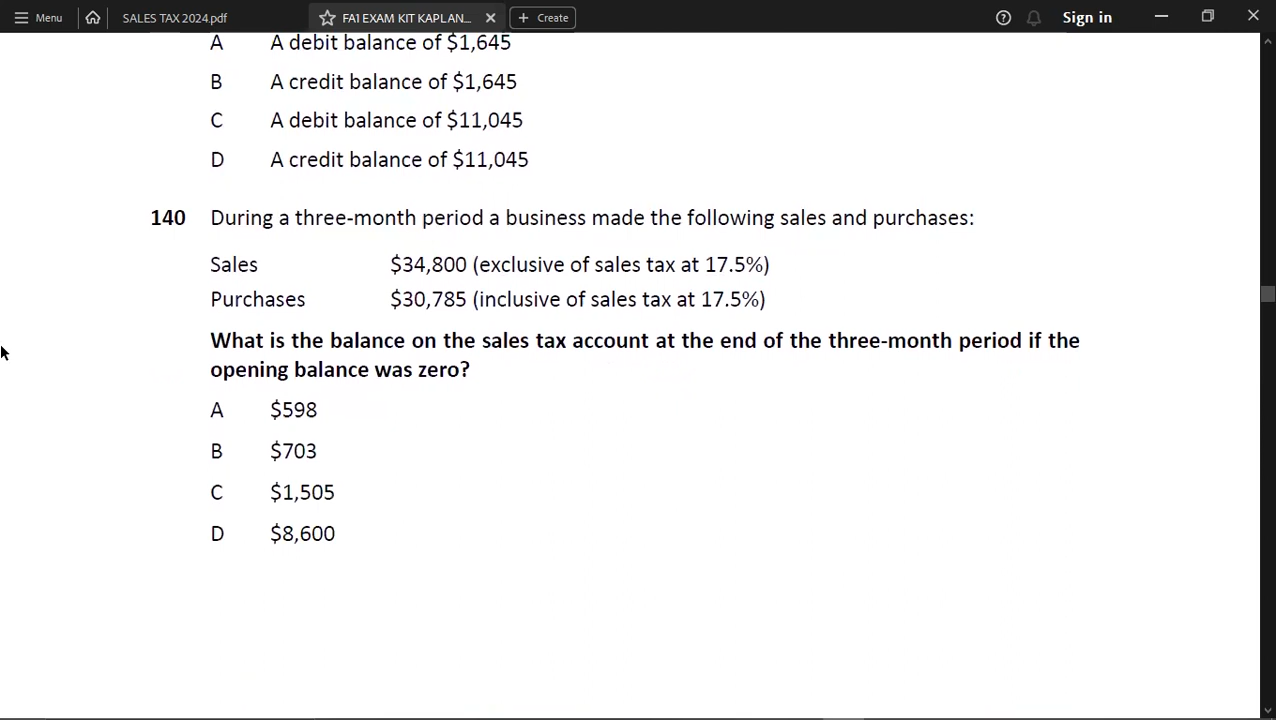 Menu
SALES TAX 2024.pdf
FA1 EXAM KIT KAPLAN...
Create
Sign in
A A debit balance of $1,645
B A credit balance of $1,645
C A debit balance of $11,045
D A credit balance of $11,045
140 During a three-month period a business made the following sales and purchases:
Sales $34,800 (exclusive of sales tax at 17.5%)
Purchases $30,785 (inclusive of sales tax at 17.5%)
What is the balance on the sales tax account at the end of the three-month period if the
opening balance was zero?
A $598
B $703
C $1,505
D $8,600